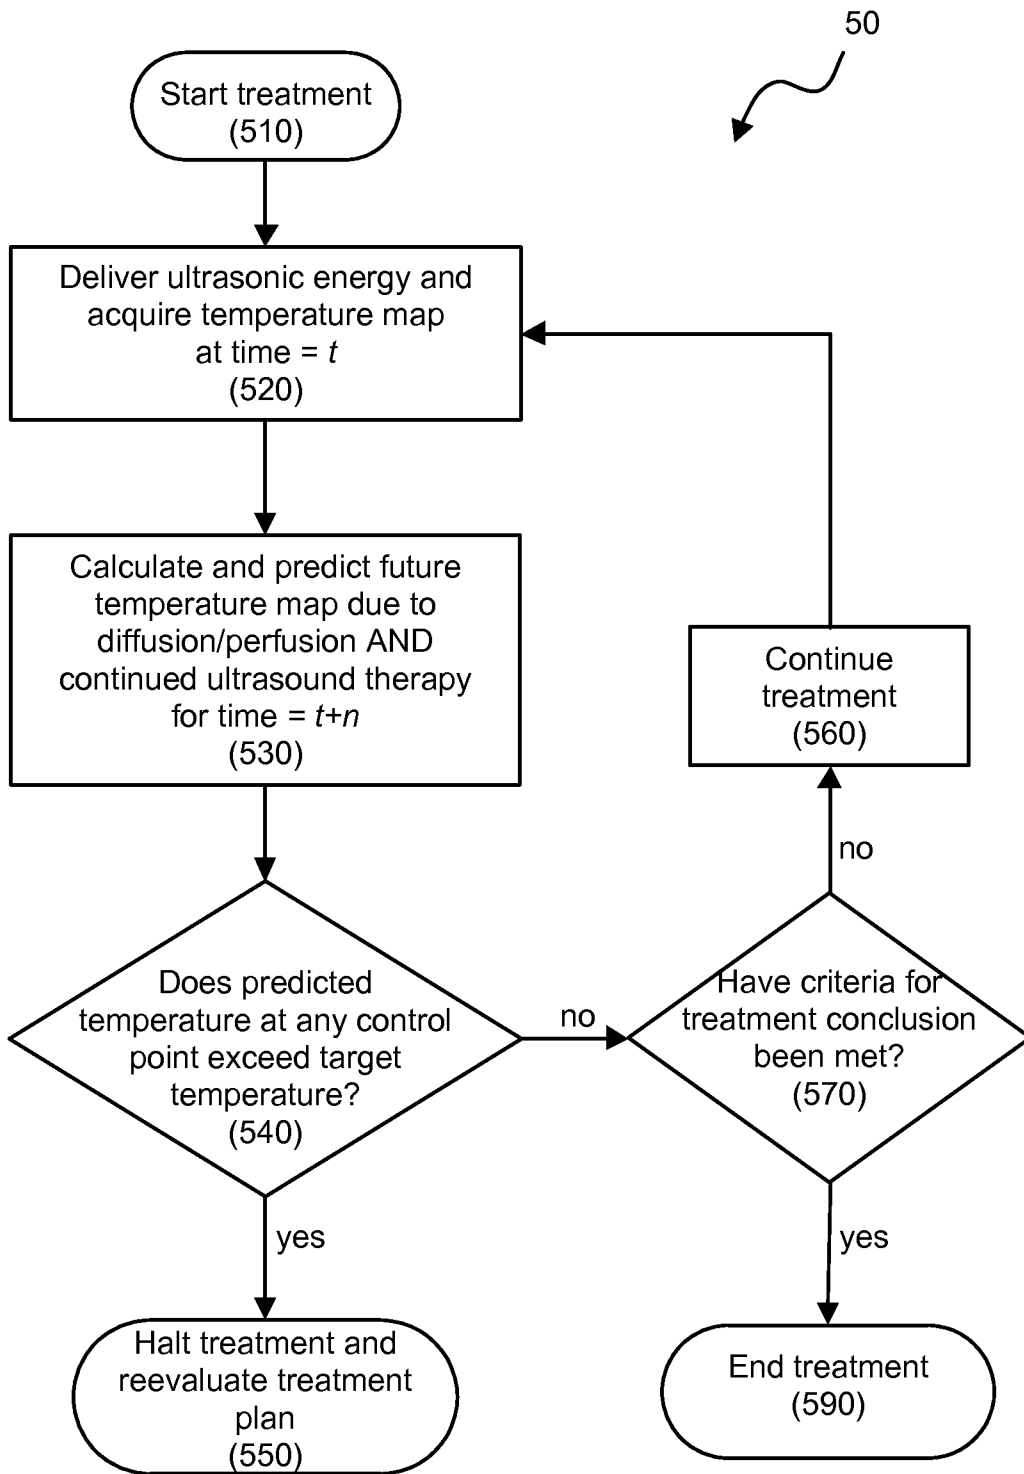 50
Start treatment
(510)
Deliver ultrasonic energy and
acquire temperature map
at time = t
(520)
Calculate and predict future
temperature map due to
diffusion/perfusion AND
continued ultrasound therapy
for time = t+n
(530)
Continue
treatment
(560)
no
Does predicted
temperature at any control
point exceed target
temperature?
(540)
no
Have criteria for
treatment conclusion
been met?
(570)
yes
yes
Halt treatment and
reevaluate treatment
plan
(550)
End treatment
(590)